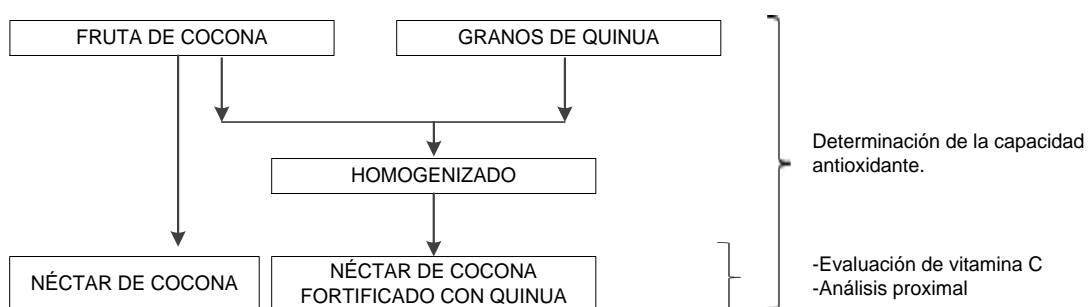 FRUTA DE COCONA
GRANOS DE QUINUA
Determinación de la capacidad
antioxidante.
HOMOGENIZADO
NÉCTAR DE COCONA
NÉCTAR DE COCONA
FORTIFICADO CON QUINUA
-Evaluación de vitamina C
-Análisis proximal